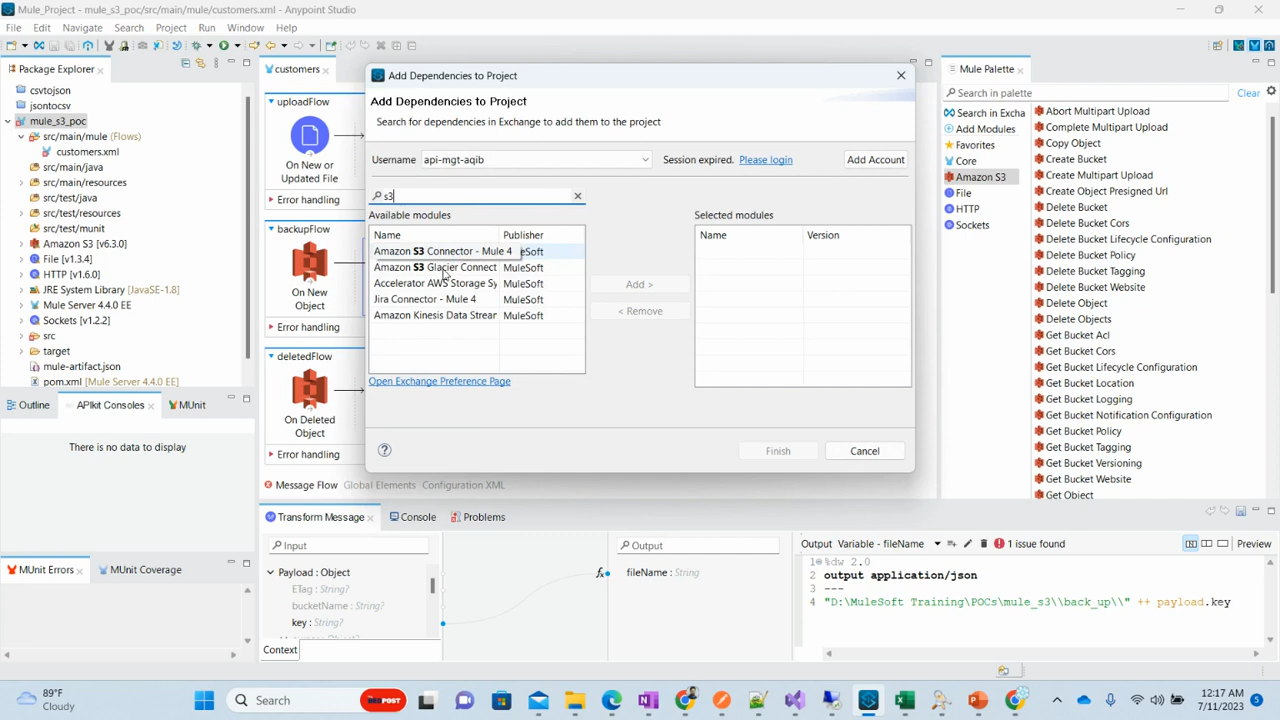 Mule_Project - mule_s3_poc/src/main/mule/customers.xml - Anypoint Studio
File Edit Navigate Search Project Run Window Help
Package Explorer
csvtojson
jsontocsv
mule_s3_poc
src/main/mule (Flows)
customers.xml
src/main/java
src/main/resources
src/test/java
src/test/resources
src/test/munit
Amazon S3 [v6.3.0]
File [v1.3.4]
HTTP [v1.6.0]
JRE System Library [JavaSE-1.8]
Mule Server 4.4.0 EE
Sockets [v1.2.2]
src
target
mule-artifact.json
pom.xml [Mule Server 4.4.0 EE]
Outline
APIkit Consoles
MUnit
There is no data to display
MUnit Errors
MUnit Coverage
customers
uploadFlow
On New or
Updated File
Error handling
backupFlow
On New
Object
Error handling
deletedFlow
On Deleted
Object
Error handling
Message Flow Global Elements Configuration XML
Add Dependencies to Project
Add Dependencies to Project
Search for dependencies in Exchange to add them to the project
Username api-mgt-aqib Session expired. Please login Add Account
s3
Available modules
Name Publisher
Amazon S3 Connector - Mule 4 eSoft
Amazon S3 Glacier Connect MuleSoft
Accelerator AWS Storage Sy MuleSoft
Jira Connector - Mule 4 MuleSoft
Amazon Kinesis Data Strear MuleSoft
Open Exchange Preference Page
Add >
< Remove
Selected modules
Name Version
Finish Cancel
Mule Palette
Search in palette Clear
Search in Excha
Add Modules
Favorites
Core
Amazon S3
File
HTTP
Sockets
Abort Multipart Upload
Complete Multipart Upload
Copy Object
Create Bucket
Create Multipart Upload
Create Object Presigned Url
Delete Bucket
Delete Bucket Cors
Delete Bucket Lifecycle Configuration
Delete Bucket Policy
Delete Bucket Tagging
Delete Bucket Website
Delete Object
Delete Objects
Get Bucket Acl
Get Bucket Cors
Get Bucket Lifecycle Configuration
Get Bucket Location
Get Bucket Logging
Get Bucket Notification Configuration
Get Bucket Policy
Get Bucket Tagging
Get Bucket Versioning
Get Bucket Website
Get Object
Transform Message Console Problems
Input
Payload : Object
ETag : String?
bucketName : String?
key : String?
Context
Output
fileName : String
Output Variable - fileName 1 issue found Preview
1 %dw 2.0
2 output application/json
3 ---
4 "D:\MuleSoft Training\POCs\mule_s3\\back_up\\" ++ payload.key
89°F
Cloudy
Search
12:17 AM
7/11/2023
5